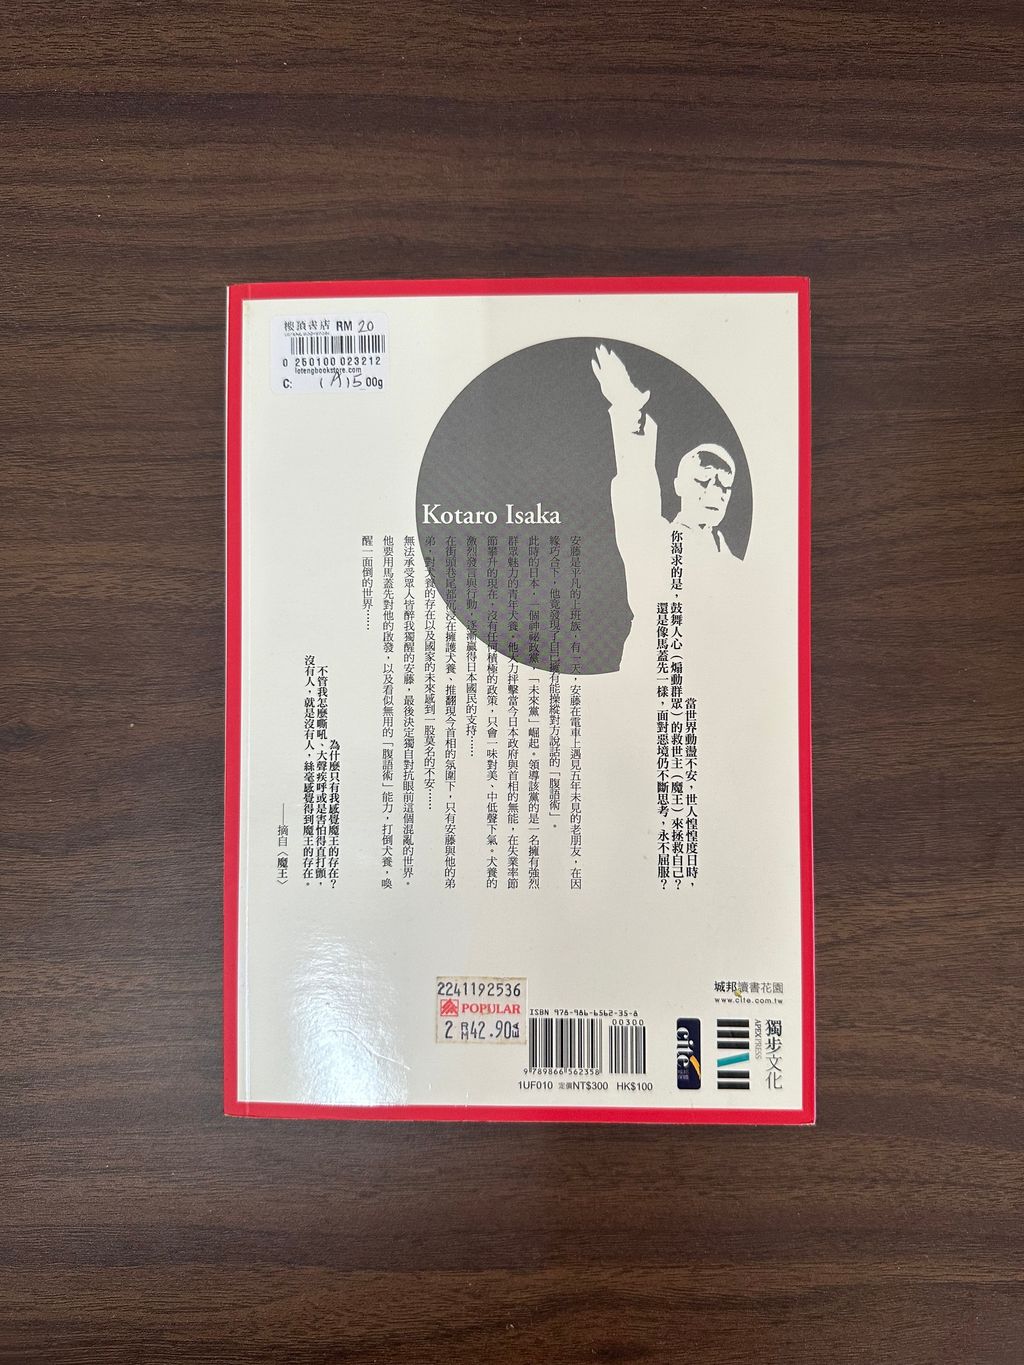 樓頂書店 RM 20
0 250100 023212
lotengbookstore.com
C: (A)5 00g
Kotaro Isaka
當世界動盪不安，世人惶惶度日時，
你渴求的是，鼓舞人心（煽動群眾）的救世主（魔王）來拯救自己？
還是像馬蓋先一樣，面對惡境仍不斷思考，永不屈服？
安藤是平凡的上班族，有一天，安藤在電車上遇見五年未見的老朋友，在因
緣巧合下，他竟發現了自己擁有能操縱對方說話的「腹語術」。
此時的日本，一個神祕政黨，「未來黨」崛起。領導該黨的是一名擁有強烈
群眾魅力的青年犬養。他大力抨擊當今日本政府與首相的無能，在失業率節
節攀升的現在，沒有任何積極的政策，只會一味對美、中低聲下氣。犬養的
激烈發言與行動，逐漸贏得日本國民的支持……
在街頭巷尾都沉浸在擁護犬養、推翻現今首相的氛圍下，只有安藤與他的弟
弟，對犬養的存在以及國家的未來感到一股莫名的不安……
無法承受眾人皆醉我獨醒的安藤，最後決定獨自對抗眼前這個混亂的世界。
他要用馬蓋先對他的啟發，以及看似無用的「腹語術」能力，打倒犬養，喚
醒一面倒的世界……
為什麼只有我感覺魔王的存在？
不管我怎麼嘶吼、大聲疾呼或是害怕得直打顫，
沒有人，就是沒有人，絲毫感覺得到魔王的存在。
——摘自〈魔王〉
2241192536
POPULAR
2 RM42.90
ISBN 978-986-6562-35-8
00300
9 789866 562358
1UF010 定價NT$300 HK$100
城邦讀書花園
www.cite.com.tw
cité
獨步文化
APEX PRESS